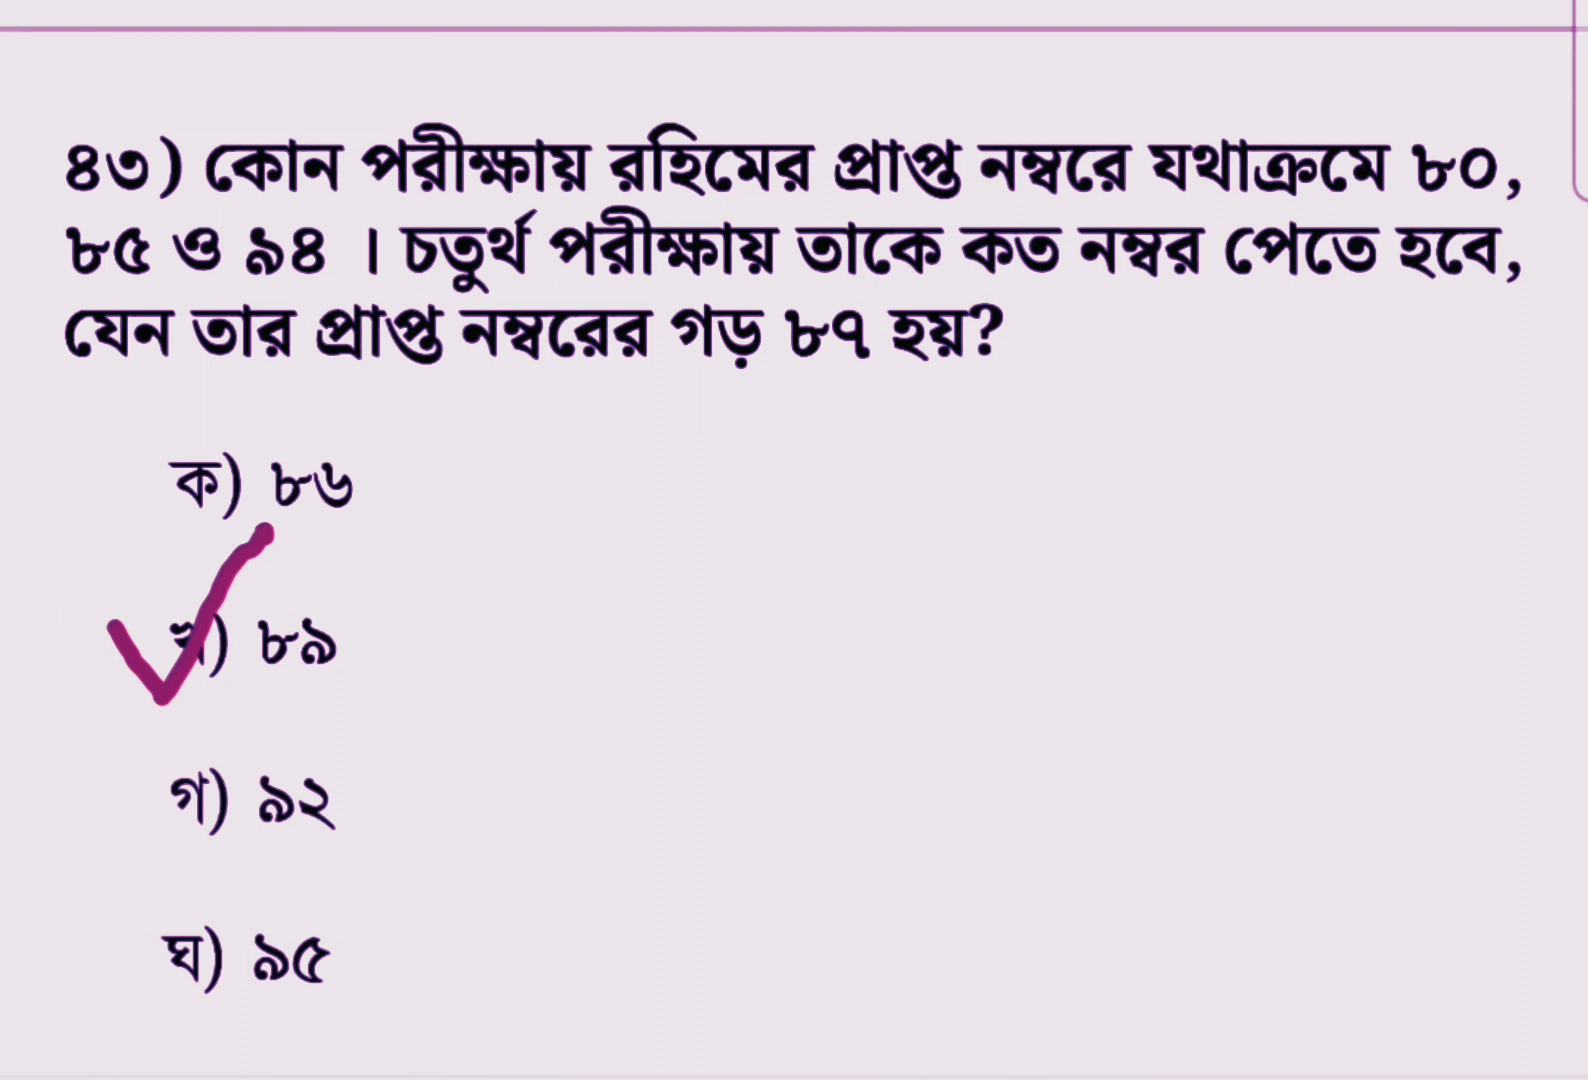 ৪৩) কোন পরীক্ষায় রহিমের প্রাপ্ত নম্বরে যথাক্রমে ৮০,
৮৫ ও ৯৪ । চতুর্থ পরীক্ষায় তাকে কত নম্বর পেতে হবে,
যেন তার প্রাপ্ত নম্বরের গড় ৮৭ হয়?
ক) ৮৬
খ) ৮৯
গ) ৯২
ঘ) ৯৫